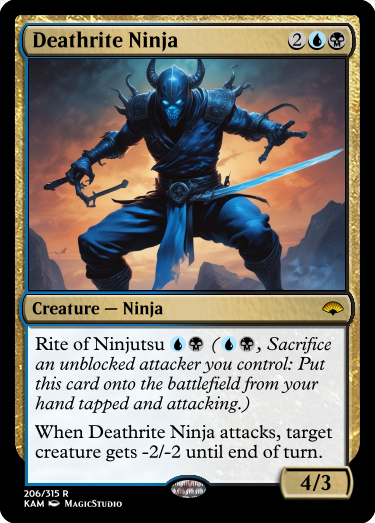 Deathrite Ninja 2
Creature — Ninja
Rite of Ninjutsu ( , Sacrifice
an unblocked attacker you control: Put
this card onto the battlefield from your
hand tapped and attacking.)
When Deathrite Ninja attacks, target
creature gets -2/-2 until end of turn.
4/3
206/315 R
KAM MagicStudio